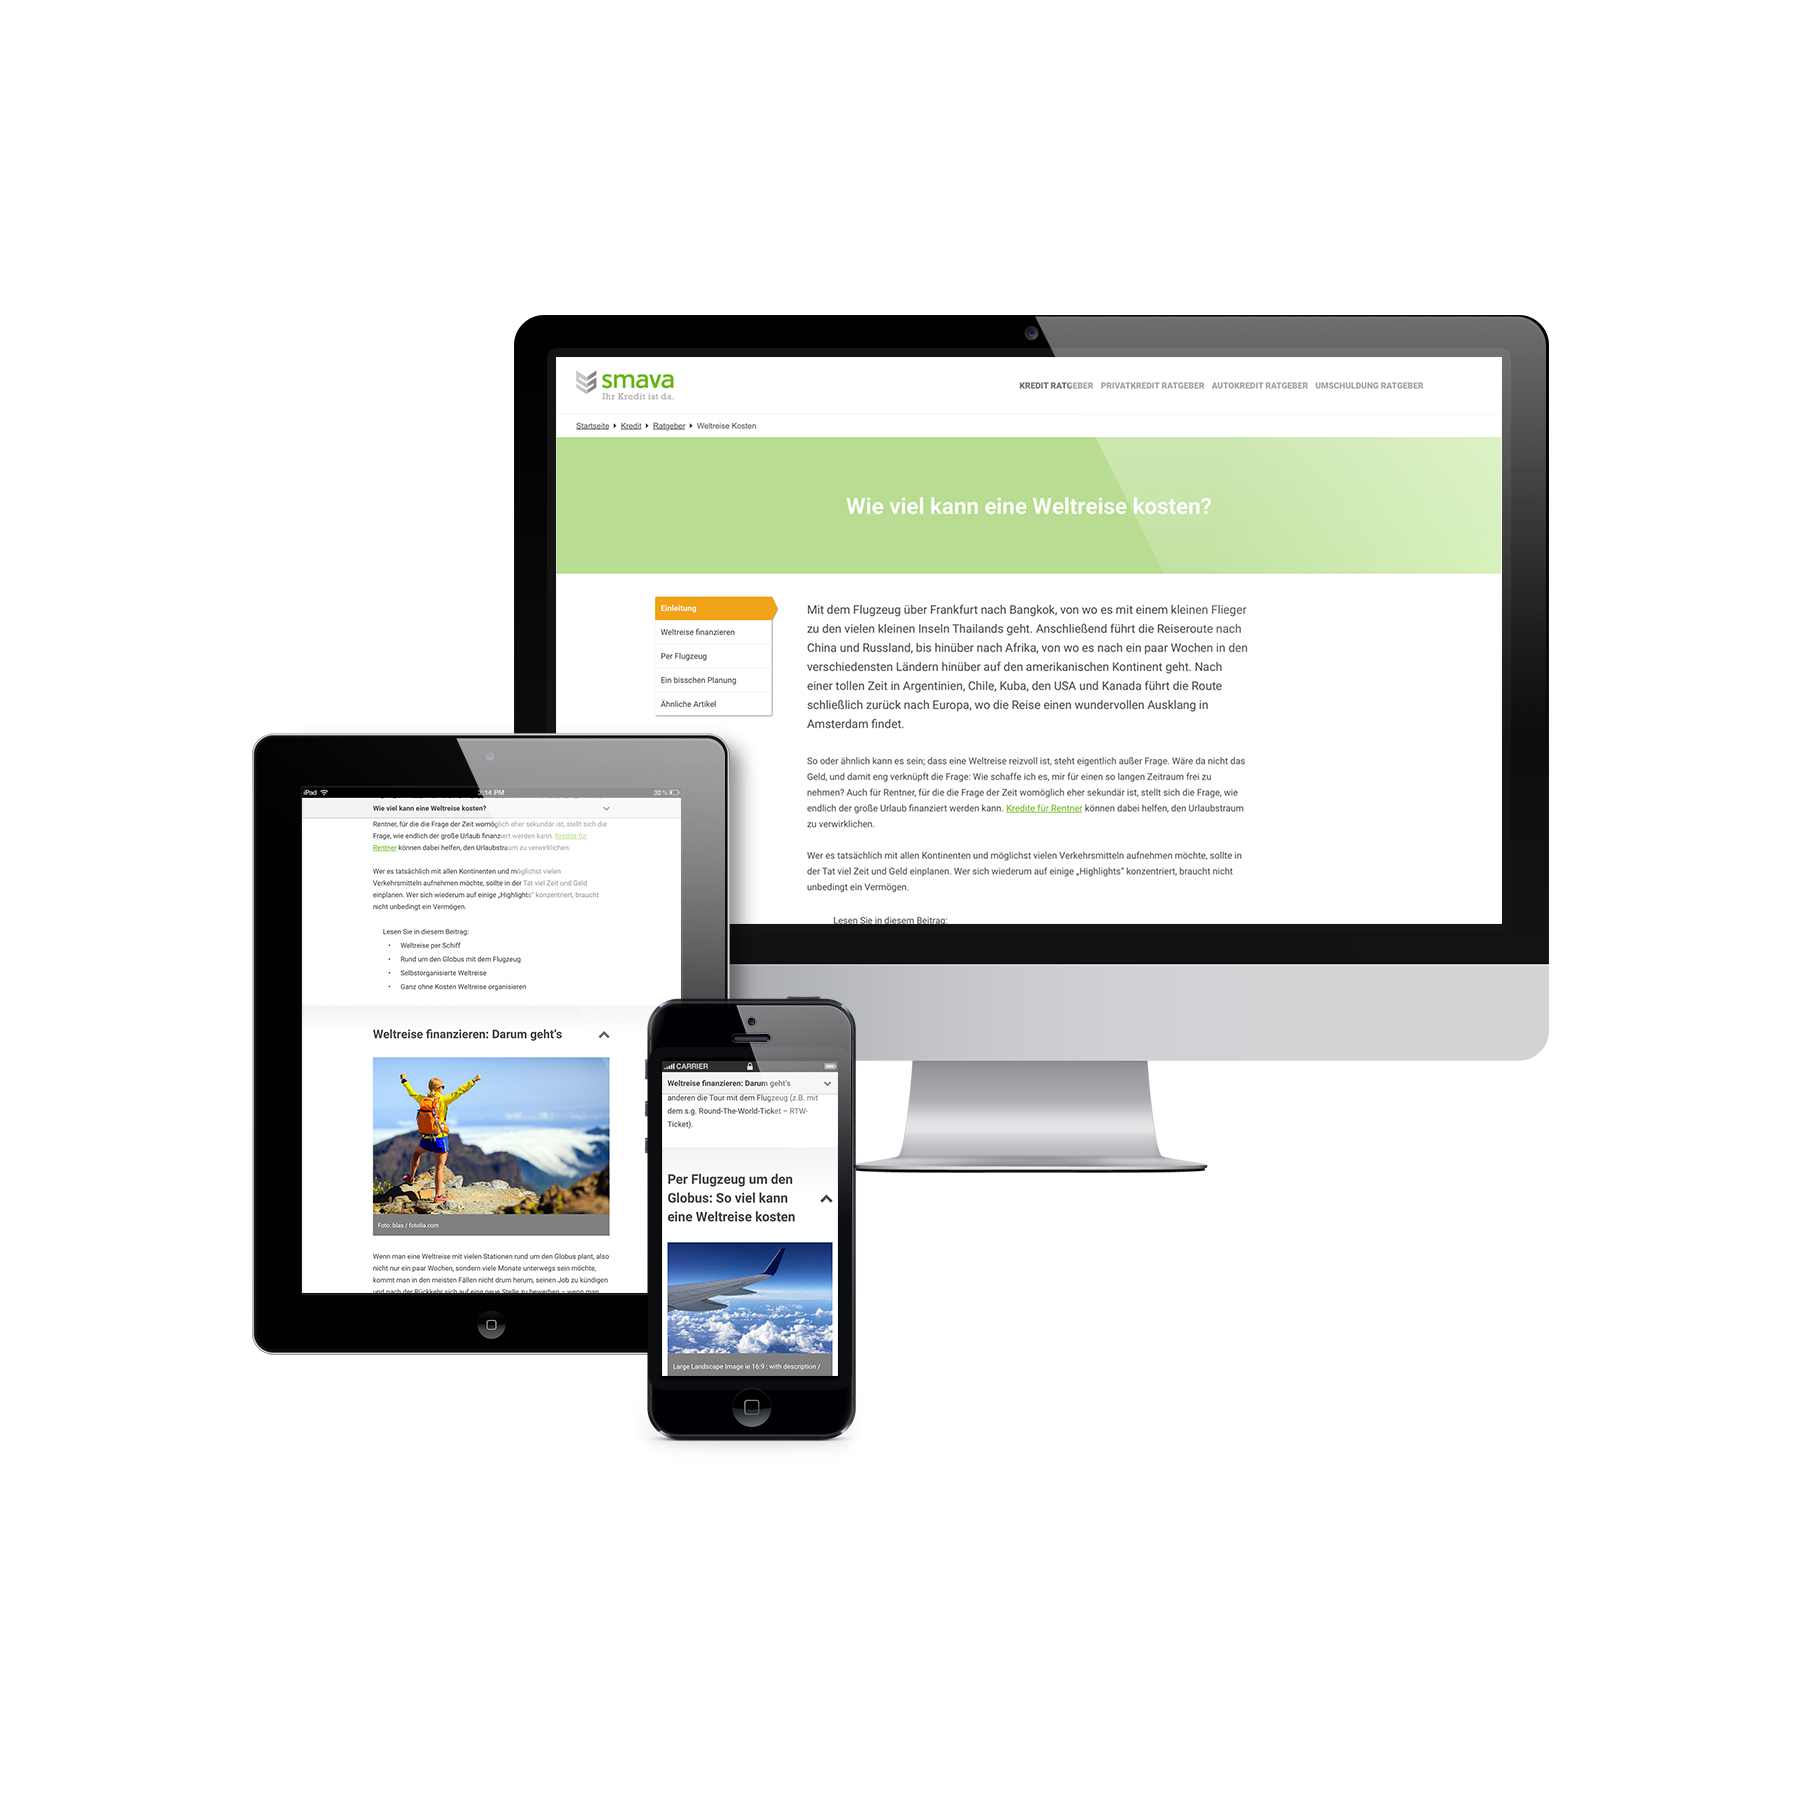 smava
Ihr Kredit ist da.
KREDIT RATGEBER PRIVATKREDIT RATGEBER AUTOKREDIT RATGEBER UMSCHULDUNG RATGEBER
Startseite Kredit Ratgeber Weltreise Kosten
Wie viel kann eine Weltreise kosten?
Einleitung
Weltreise finanzieren
Per Flugzeug
Ein bisschen Planung
Ähnliche Artikel
Mit dem Flugzeug über Frankfurt nach Bangkok, von wo es mit einem kleinen Flieger
zu den vielen kleinen Inseln Thailands geht. Anschließend führt die Reiseroute nach
China und Russland, bis hinüber nach Afrika, von wo es nach ein paar Wochen in den
verschiedensten Ländern hinüber auf den amerikanischen Kontinent geht. Nach
einer tollen Zeit in Argentinien, Chile, Kuba, den USA und Kanada führt die Route
schließlich zurück nach Europa, wo die Reise einen wundervollen Ausklang in
Amsterdam findet.
So oder ähnlich kann es sein; dass eine Weltreise reizvoll ist, steht eigentlich außer Frage. Wäre da nicht das
Geld, und damit eng verknüpft die Frage: Wie schaffe ich es, mir für einen so langen Zeitraum frei zu
nehmen? Auch für Rentner, für die die Frage der Zeit womöglich eher sekundär ist, stellt sich die Frage, wie
endlich der große Urlaub finanziert werden kann. Kredite für Rentner können dabei helfen, den Urlaubstraum
zu verwirklichen.
Wer es tatsächlich mit allen Kontinenten und möglichst vielen Verkehrsmitteln aufnehmen möchte, sollte in
der Tat viel Zeit und Geld einplanen. Wer sich wiederum auf einige „Highlights“ konzentriert, braucht nicht
unbedingt ein Vermögen.
Lesen Sie in diesem Beitrag:
iPad 3:14 PM 32 %
Wie viel kann eine Weltreise kosten?
Rentner, für die die Frage der Zeit womöglich eher sekundär ist, stellt sich die
Frage, wie endlich der große Urlaub finanziert werden kann. Kredite für
Rentner können dabei helfen, den Urlaubstraum zu verwirklichen.
Wer es tatsächlich mit allen Kontinenten und möglichst vielen
Verkehrsmitteln aufnehmen möchte, sollte in der Tat viel Zeit und Geld
einplanen. Wer sich wiederum auf einige „Highlights“ konzentriert, braucht
nicht unbedingt ein Vermögen.
Lesen Sie in diesem Beitrag:
• Weltreise per Schiff
• Rund um den Globus mit dem Flugzeug
• Selbstorganisierte Weltreise
• Ganz ohne Kosten Weltreise organisieren
Weltreise finanzieren: Darum geht's
Foto: blas / fotolia.com
Wenn man eine Weltreise mit vielen Stationen rund um den Globus plant, also
nicht nur ein paar Wochen, sondern viele Monate unterwegs sein möchte,
kommt man in den meisten Fällen nicht drum herum, seinen Job zu kündigen
und nach der Rückkehr sich auf eine neue Stelle zu bewerben – wenn man
CARRIER
Weltreise finanzieren: Darum geht's
anderen die Tour mit dem Flugzeug (z.B. mit
dem s.g. Round-The-World-Ticket – RTW-
Ticket).
Per Flugzeug um den
Globus: So viel kann
eine Weltreise kosten
Large Landscape Image ie 16:9 : with description /